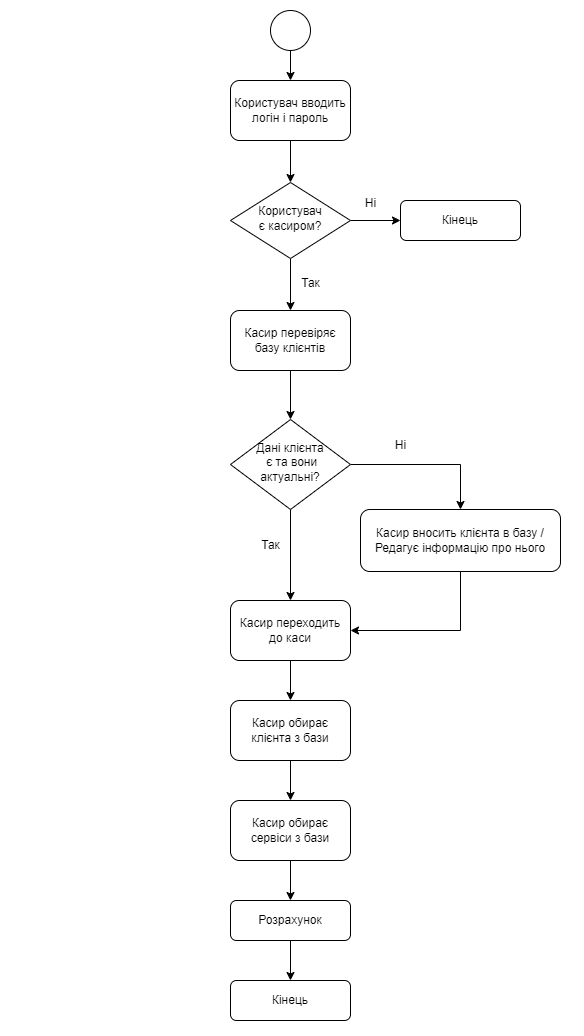 Користувач вводить
логін і пароль
Користувач
є касиром?
Ні
Кінець
Так
Касир перевіряє
базу клієнтів
Дані клієнта
є та вони
актуальні?
Ні
Касир вносить клієнта в базу /
Редагує інформацію про нього
Так
Касир переходить
до каси
Касир обирає
клієнта з бази
Касир обирає
сервіси з бази
Розрахунок
Кінець